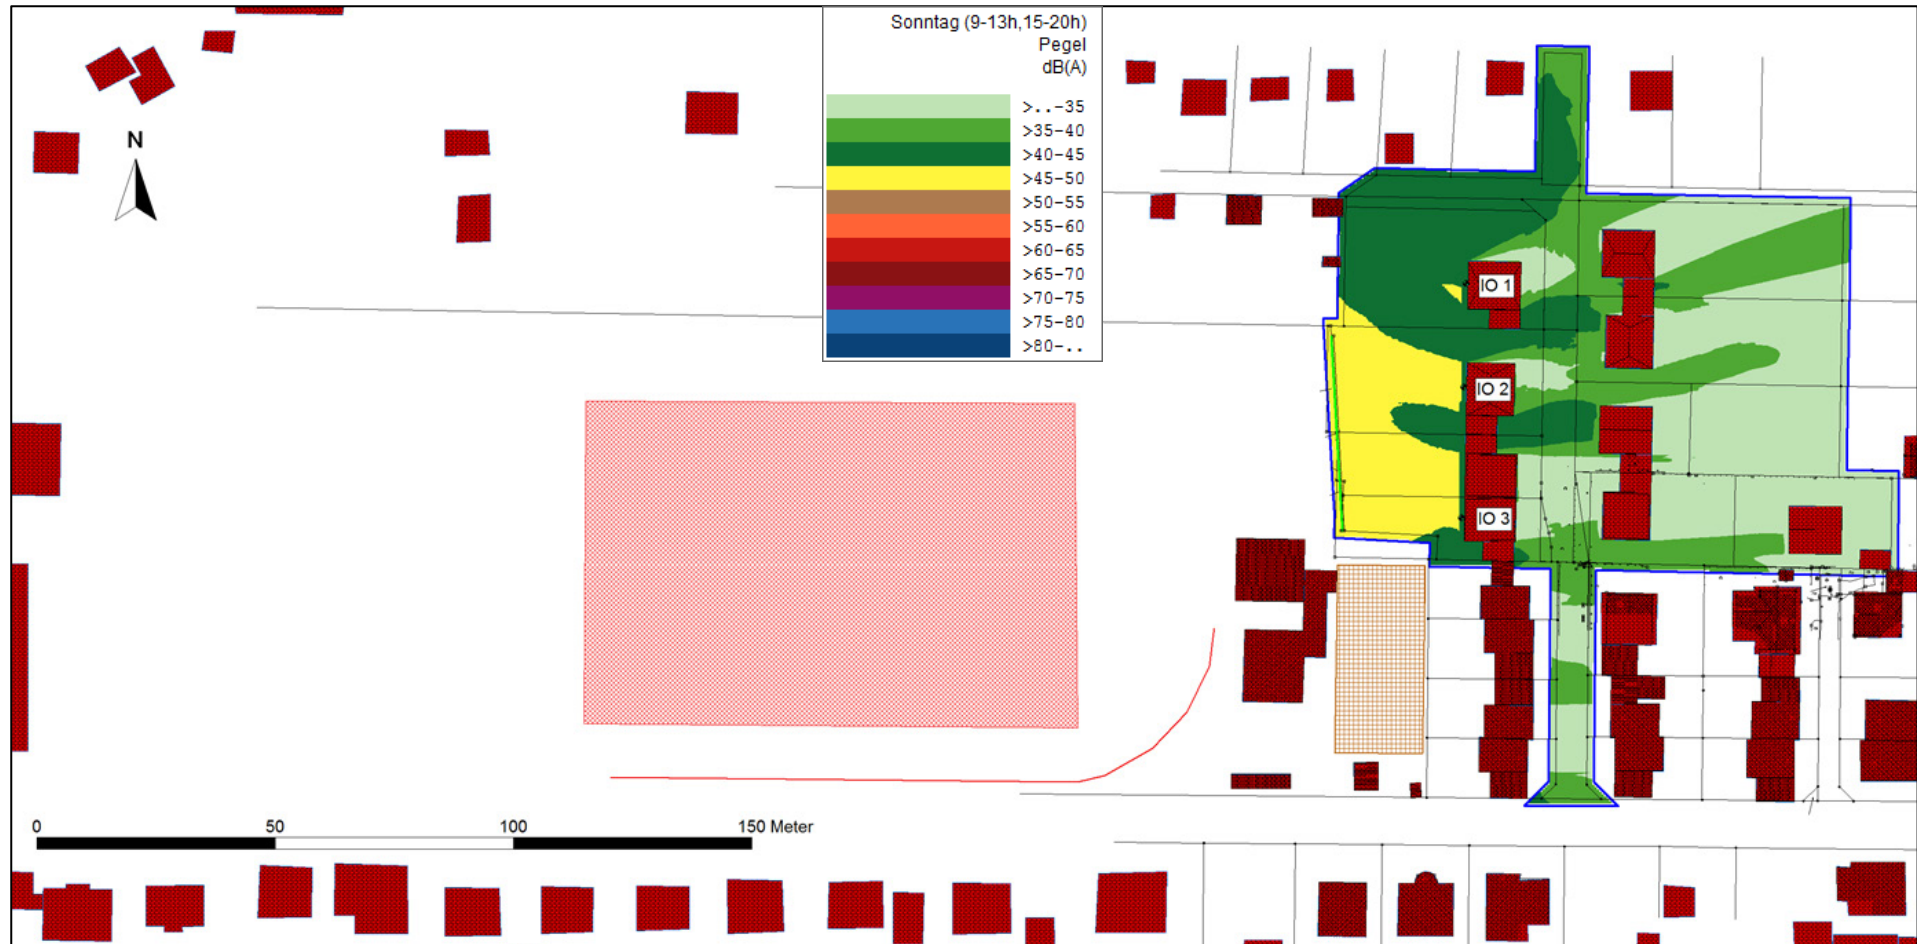 Sonntag (9-13h,15-20h)
Pegel
dB(A)
>..-35
>35-40
>40-45
>45-50
>50-55
>55-60
>60-65
>65-70
>70-75
>75-80
>80-..
N
IO 1
IO 2
IO 3
0 50 100 150 Meter